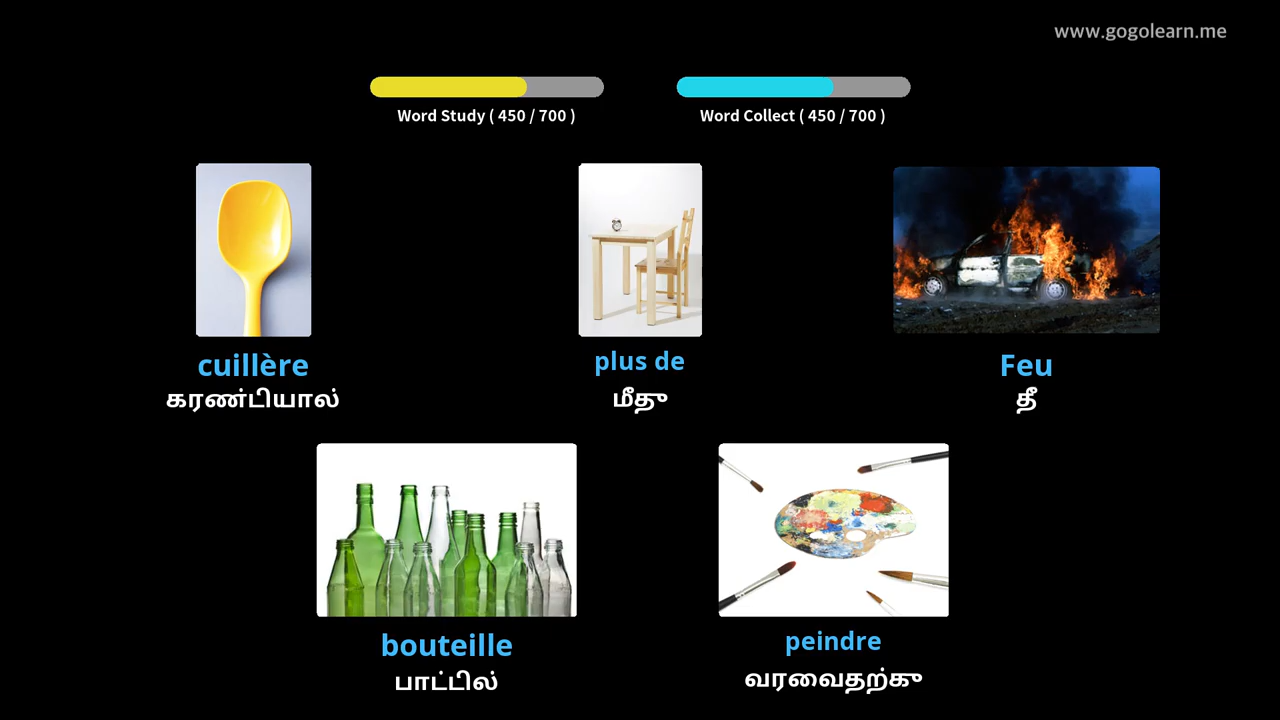 www.gogolearn.me
Word Study ( 450 / 700 )
Word Collect ( 450 / 700 )
cuillère
கரண்டியால்
plus de
மீது
Feu
தீ
bouteille
பாட்டில்
peindre
வரவைதற்கு